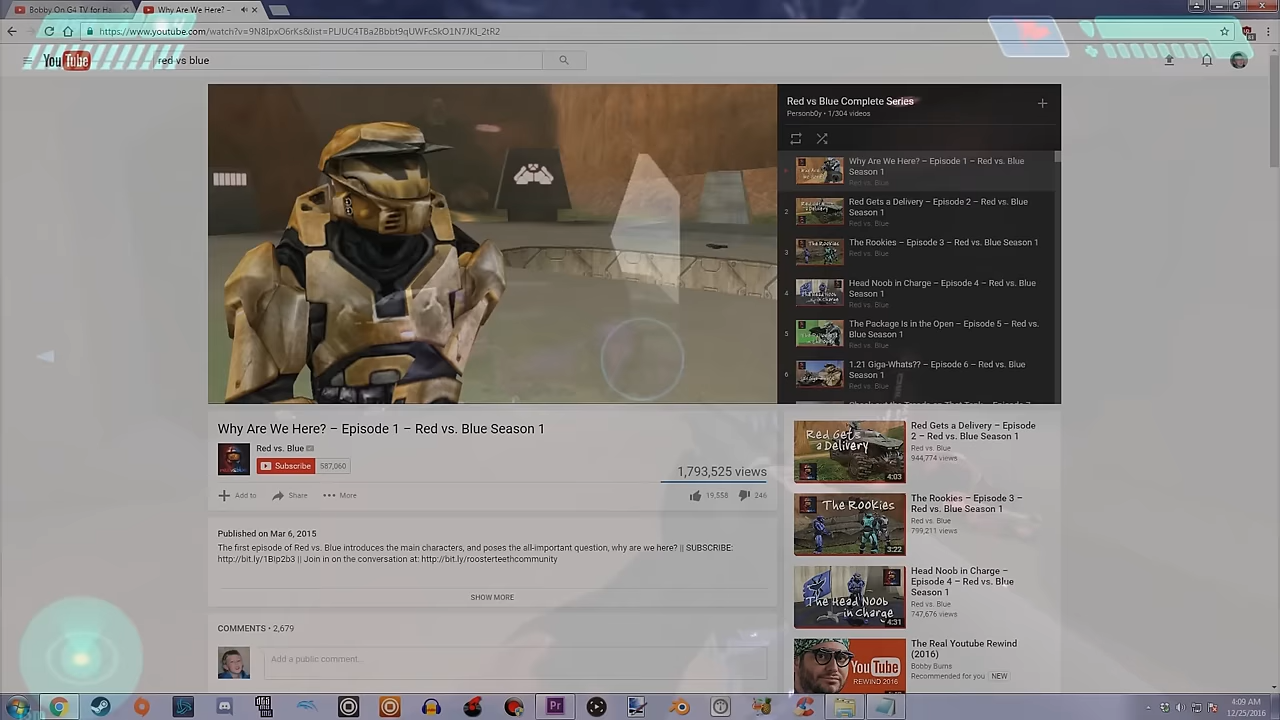 Bobby On G4 TV for Ha
Why Are We Here? –
https://www.youtube.com/watch?v=9N8IpxO6rKs&list=PLJUC4TBa2Bbbt9qUWFcSkO1N7JKI_2tR2
YouTube
red vs blue
Red vs Blue Complete Series
Personb0y • 1/304 videos
Why Are We Here? – Episode 1 – Red vs. Blue
Season 1
Red vs. Blue
2
Red Gets a Delivery – Episode 2 – Red vs. Blue
Season 1
Red vs. Blue
3
The Rookies
The Rookies – Episode 3 – Red vs. Blue Season 1
Red vs. Blue
4
Head Noob in Charge – Episode 4 – Red vs. Blue
Season 1
Red vs. Blue
5
The Package Is in the Open – Episode 5 – Red vs.
Blue Season 1
Red vs. Blue
6
1.21 Giga-Whats?? – Episode 6 – Red vs. Blue
Season 1
Red vs. Blue
Why Are We Here? – Episode 1 – Red vs. Blue Season 1
Red vs. Blue
Subscribe
587,060
1,793,525 views
Add to
Share
More
19,558
246
Published on Mar 6, 2015
The first episode of Red vs. Blue introduces the main characters, and poses the all-important question, why are we here? || SUBSCRIBE:
http://bit.ly/1BIp2b3 || Join in on the conversation at: http://bit.ly/roosterteethcommunity
SHOW MORE
COMMENTS • 2,679
Add a public comment...
Red Gets
a Delivery
4:03
Red Gets a Delivery – Episode
2 – Red vs. Blue Season 1
Red vs. Blue
944,774 views
The Rookies
3:22
The Rookies – Episode 3 –
Red vs. Blue Season 1
Red vs. Blue
799,211 views
The Head Noob
in Charge
4:31
Head Noob in Charge –
Episode 4 – Red vs. Blue
Season 1
Red vs. Blue
747,676 views
YouTube
REWIND 2016
The Real Youtube Rewind
(2016)
Bobby Burns
Recommended for you
NEW
Pr
4:09 AM
12/25/2016